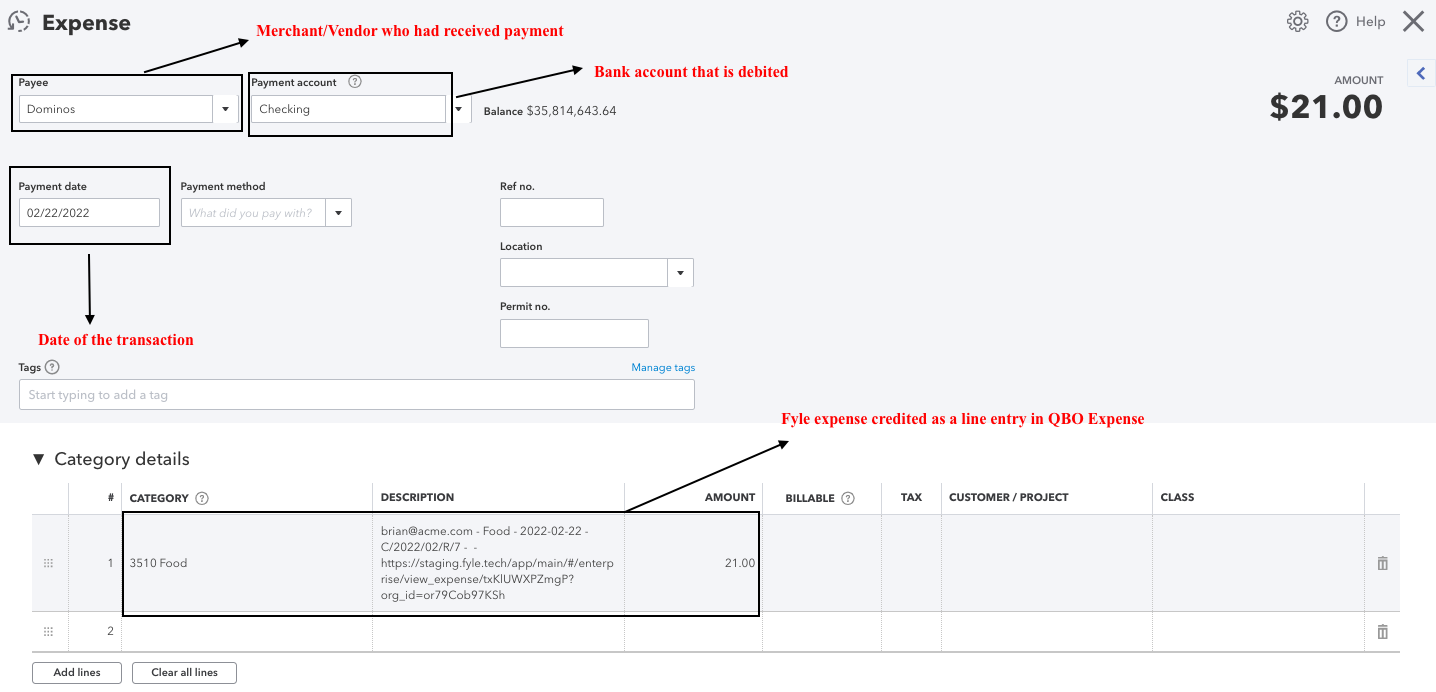 Expense
Help
Merchant/Vendor who had received payment
Bank account that is debited
Payee
Payment account ?
AMOUNT
Dominos
Checking
Balance $35,814,643.64
$21.00
Payment date
Payment method
Ref no.
02/22/2022
What did you pay with?
Location
Permit no.
Date of the transaction
Tags ?
Manage tags
Start typing to add a tag
Fyle expense credited as a line entry in QBO Expense
Category details
# CATEGORY ? DESCRIPTION AMOUNT BILLABLE ? TAX CUSTOMER / PROJECT CLASS
brian@acme.com - Food - 2022-02-22 -
C/2022/02/R/7 - -
1 3510 Food https://staging.fyle.tech/app/main/#/enterp 21.00
rise/view_expense/txKlUWXPZmgP?
org_id=or79Cob97KSh
2
Add lines Clear all lines